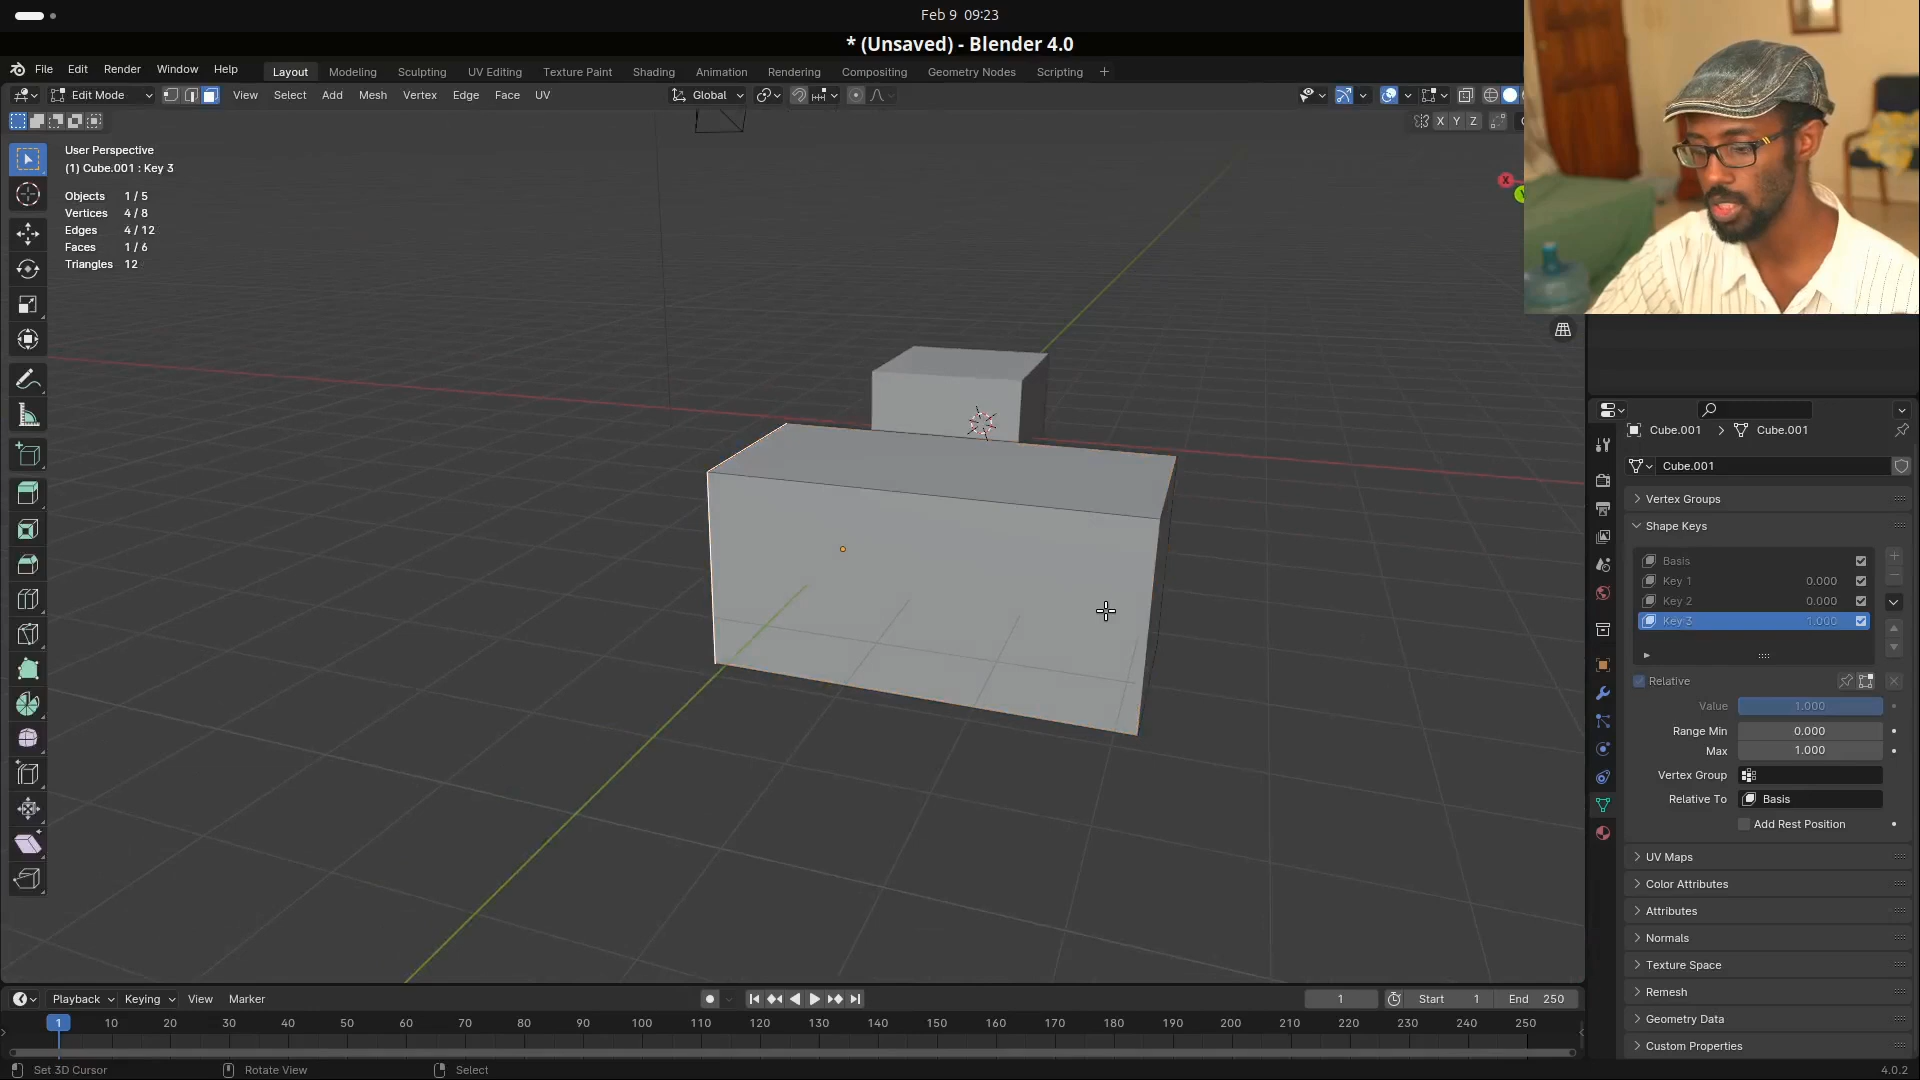 Feb 9 09:23
* (Unsaved) - Blender 4.0
File Edit Render Window Help Layout Modeling Sculpting UV Editing Texture Paint Shading Animation Rendering Compositing Geometry Nodes Scripting +
Edit Mode View Select Add Mesh Vertex Edge Face UV Global
X Y Z
User Perspective
(1) Cube.001 : Key 3
Objects 1 / 5
Vertices 4 / 8
Edges 4 / 12
Faces 1 / 6
Triangles 12
X
Y
Cube.001 > Cube.001
Cube.001
Vertex Groups
Shape Keys
Basis
Key 1 0.000
Key 2 0.000
Key 3 1.000
Relative
Value 1.000
Range Min 0.000
Max 1.000
Vertex Group
Relative To Basis
Add Rest Position
UV Maps
Color Attributes
Attributes
Normals
Texture Space
Remesh
Geometry Data
Custom Properties
Playback Keying View Marker 1 Start 1 End 250
1 10 20 30 40 50 60 70 80 90 100 110 120 130 140 150 160 170 180 190 200 210 220 230 240 250
Set 3D Cursor Rotate View Select 4.0.2